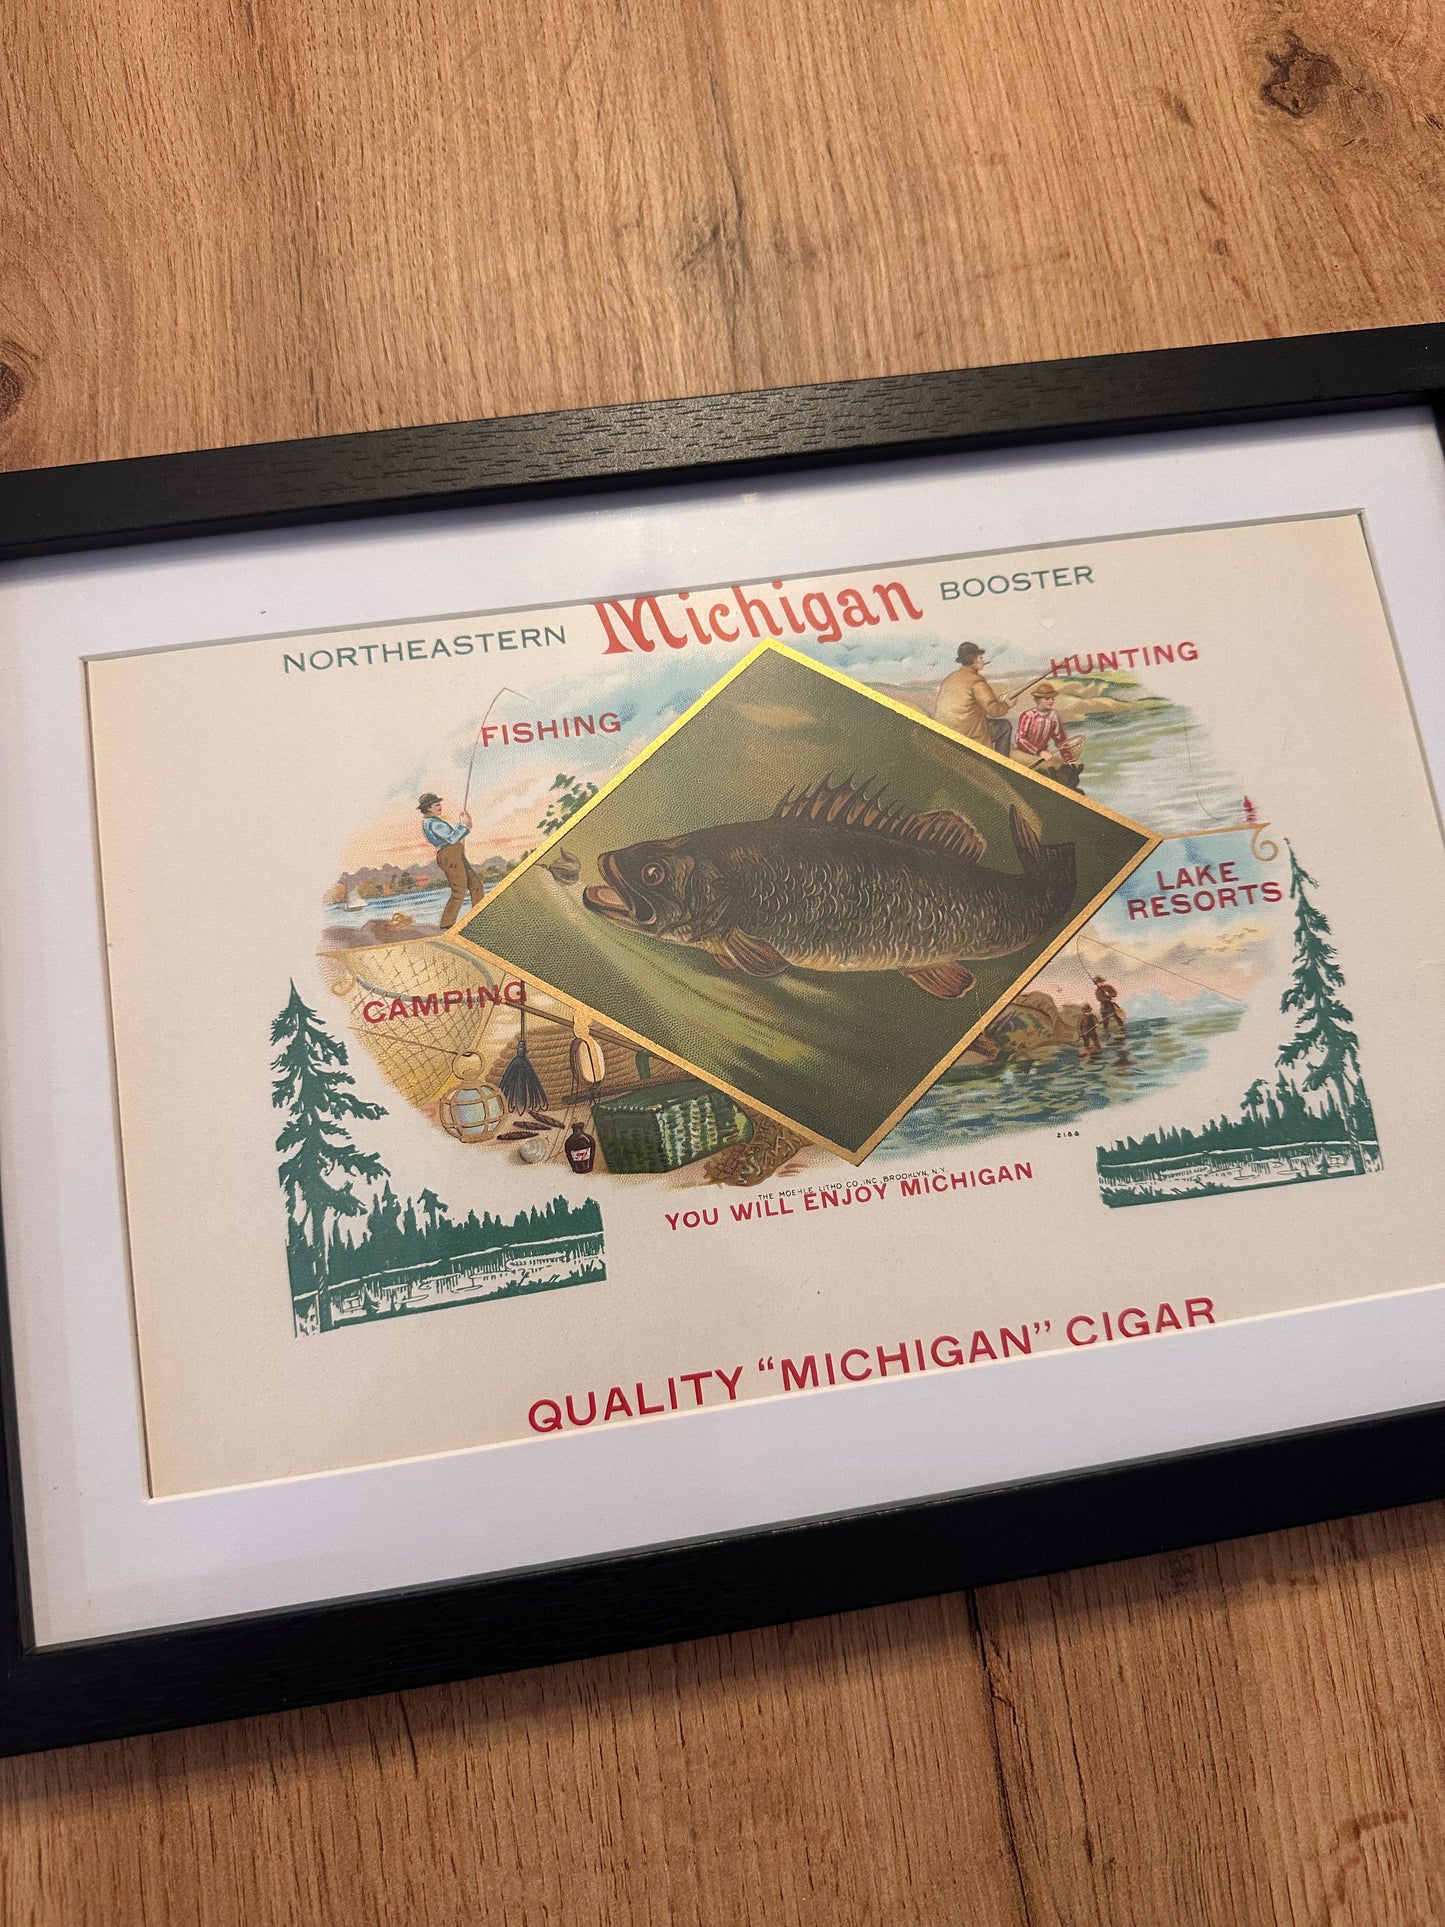 NORTHEASTERN Michigan BOOSTER
FISHING
HUNTING
LAKE
RESORTS
CAMPING
2188
THE MOEHLE LITHO. CO. INC. BROOKLYN, N.Y.
YOU WILL ENJOY MICHIGAN
QUALITY “MICHIGAN” CIGAR